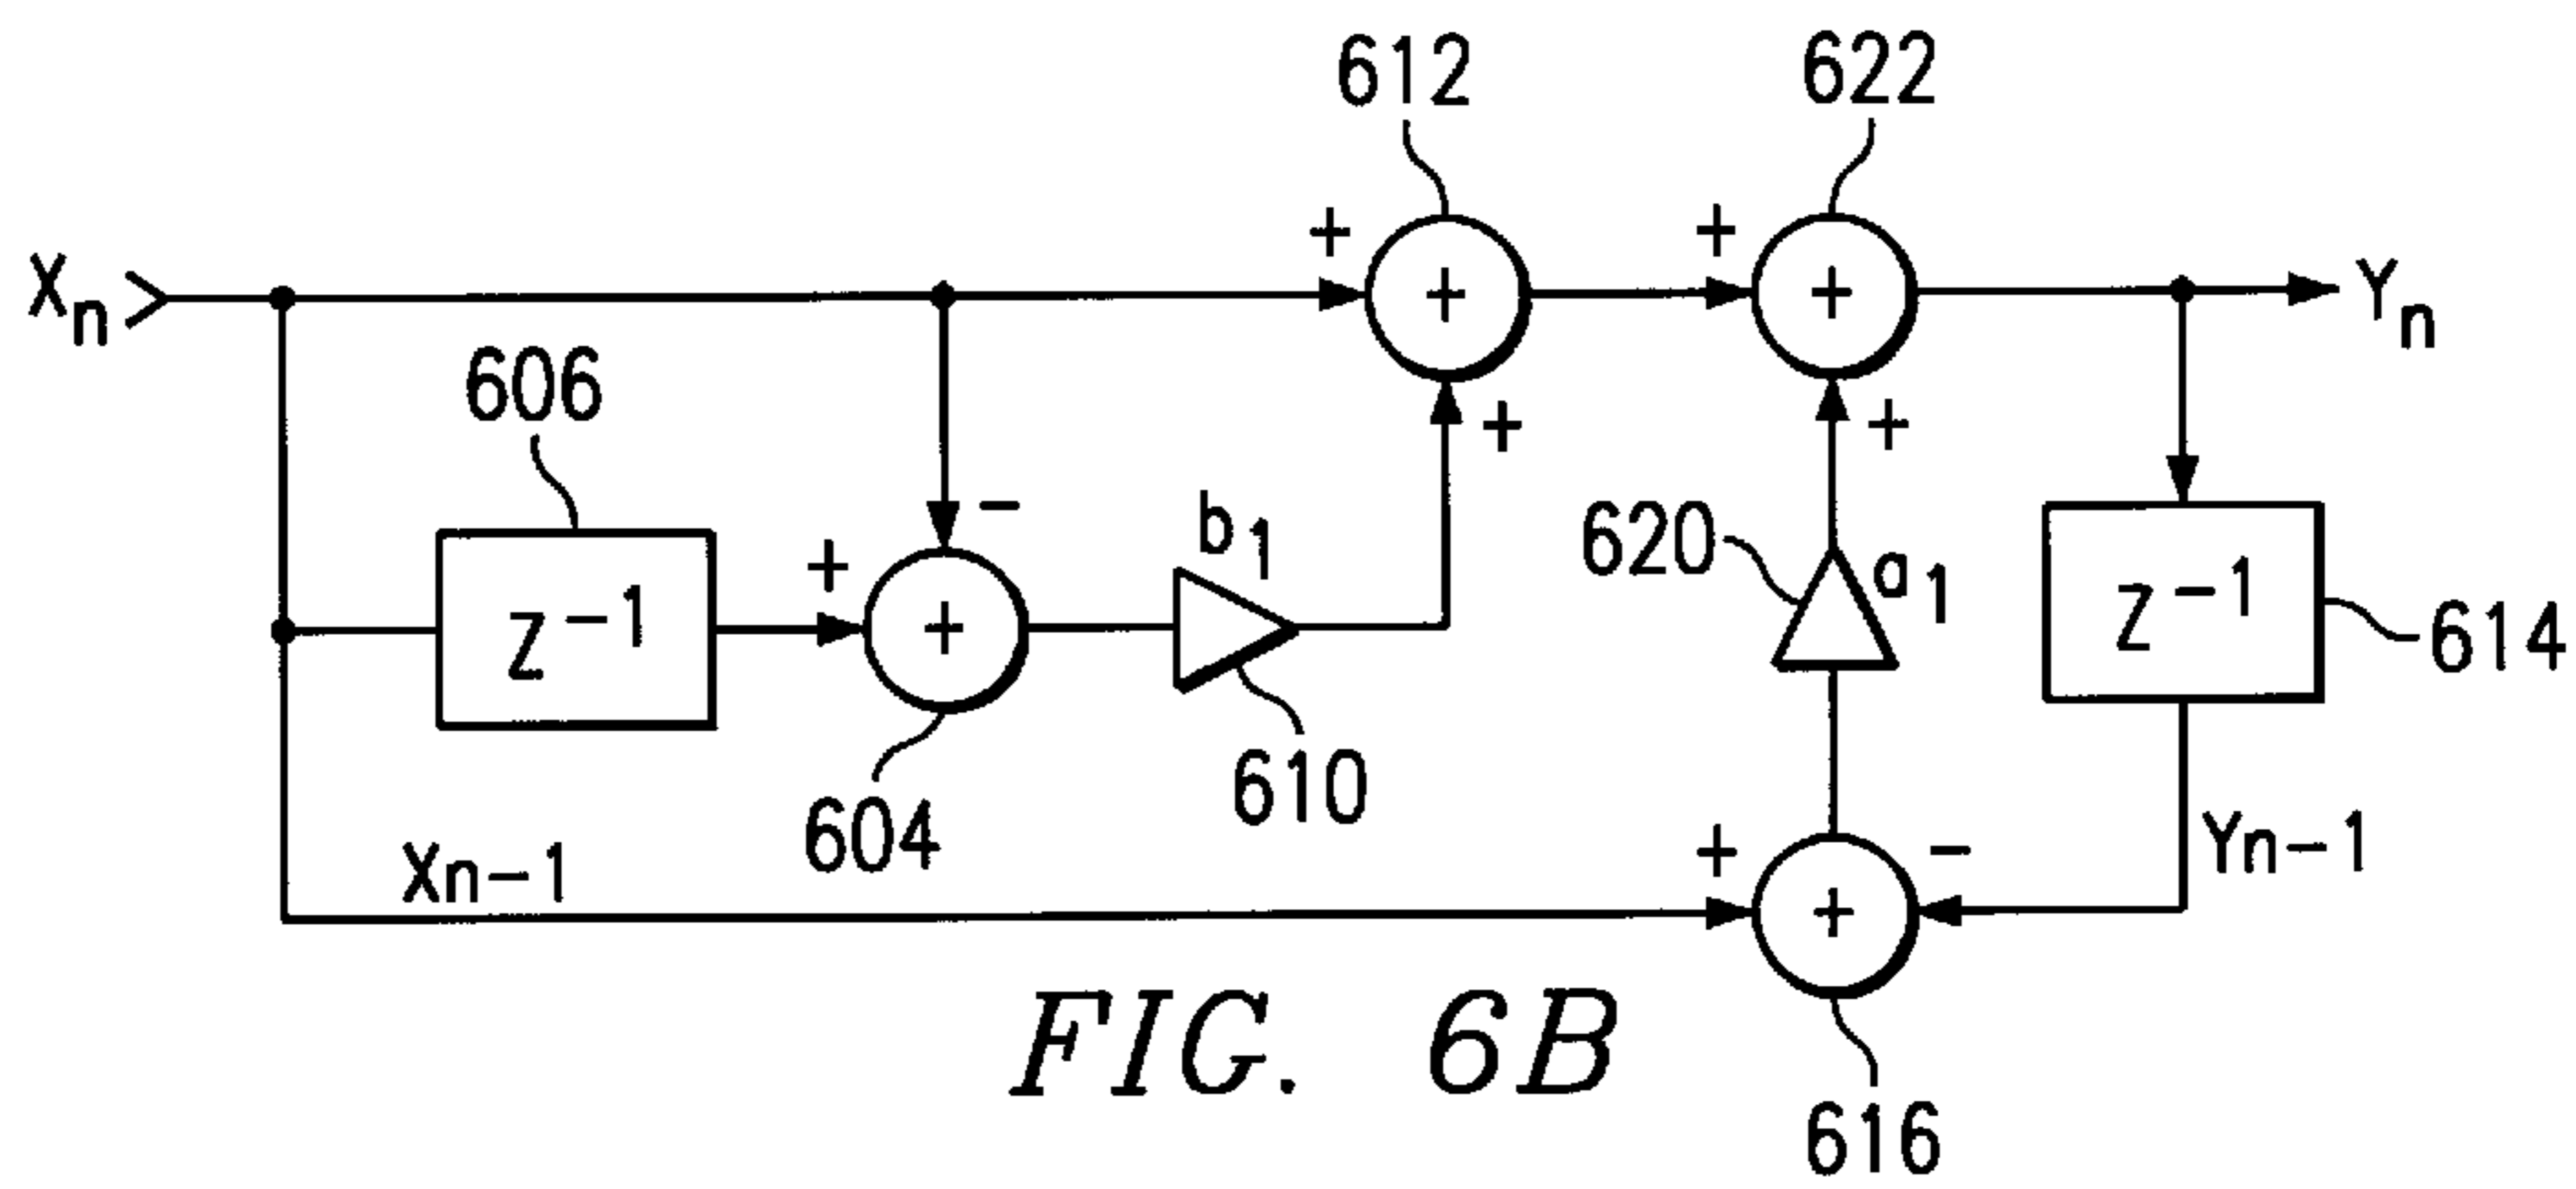 612
622
+
+
Xₙ
+
+
Yₙ
606
+
+
-
b₁
620
a₁
+
z⁻¹
+
z⁻¹
614
610
604
+
-
Yₙ₋₁
Xₙ₋₁
+
616
FIG. 6B